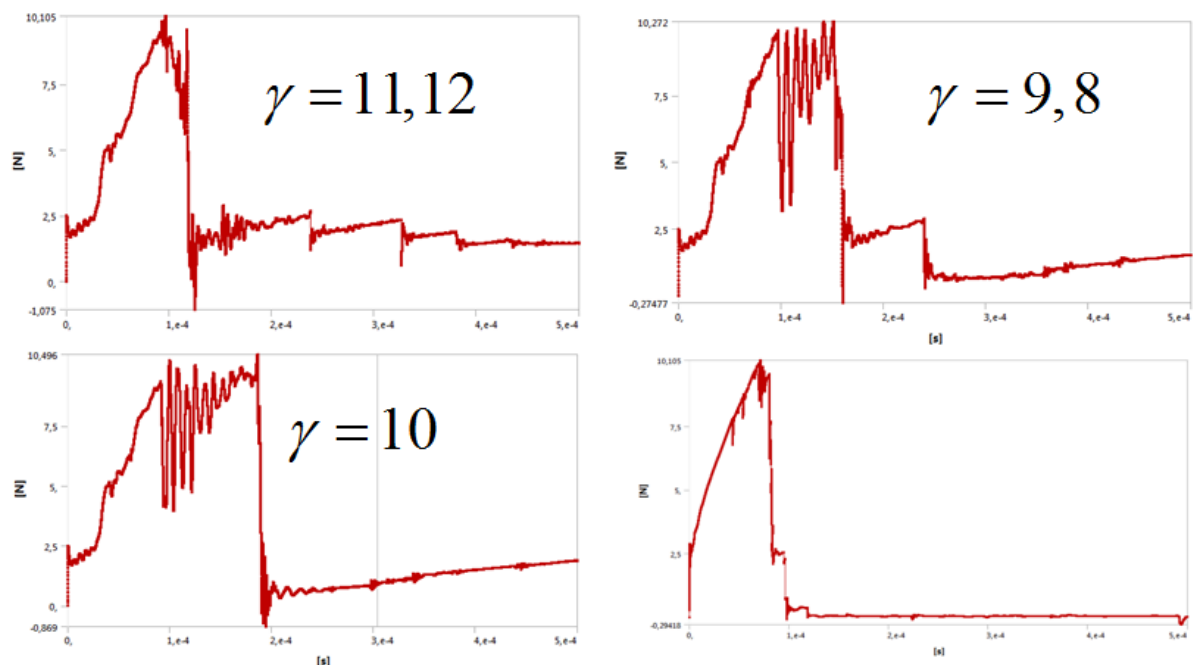 10,105
7,5
5,
2,5
0,
-1,075
[N]
γ = 11,12
0, 1,e-4 2,e-4 3,e-4 4,e-4 5,e-4
10,272
7,5
5,
2,5
-0,27477
[N]
γ = 9,8
0, 1,e-4 2,e-4 3,e-4 4,e-4 5,e-4
[s]
10,496
7,5
5,
2,5
0,
-0,869
[N]
γ = 10
0, 1,e-4 2,e-4 3,e-4 4,e-4 5,e-4
[s]
10,105
7,5
5,
2,5
-0,29418
[N]
0, 1,e-4 2,e-4 3,e-4 4,e-4 5,e-4
[s]